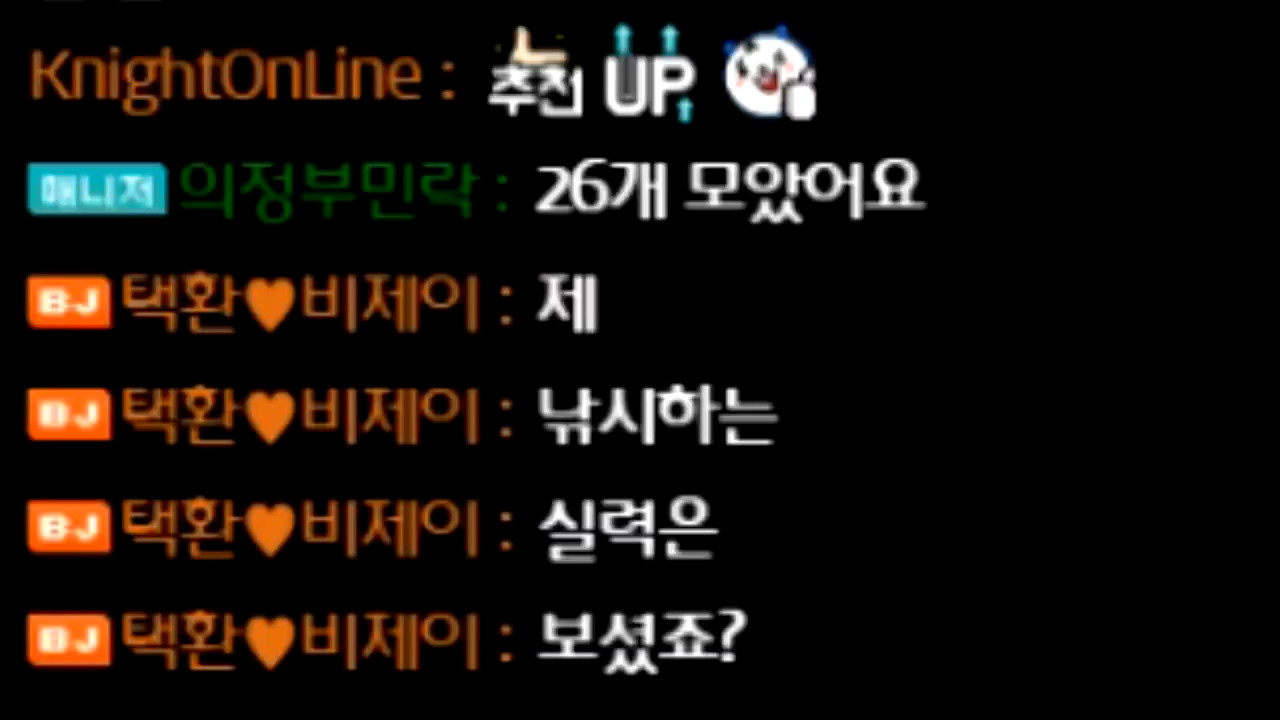 KnightOnLine : 추천 UP
매니저 의정부민락 : 26개 모았어요
BJ 택환♥비제이 : 제
BJ 택환♥비제이 : 낚시하는
BJ 택환♥비제이 : 실력은
BJ 택환♥비제이 : 보셨죠?